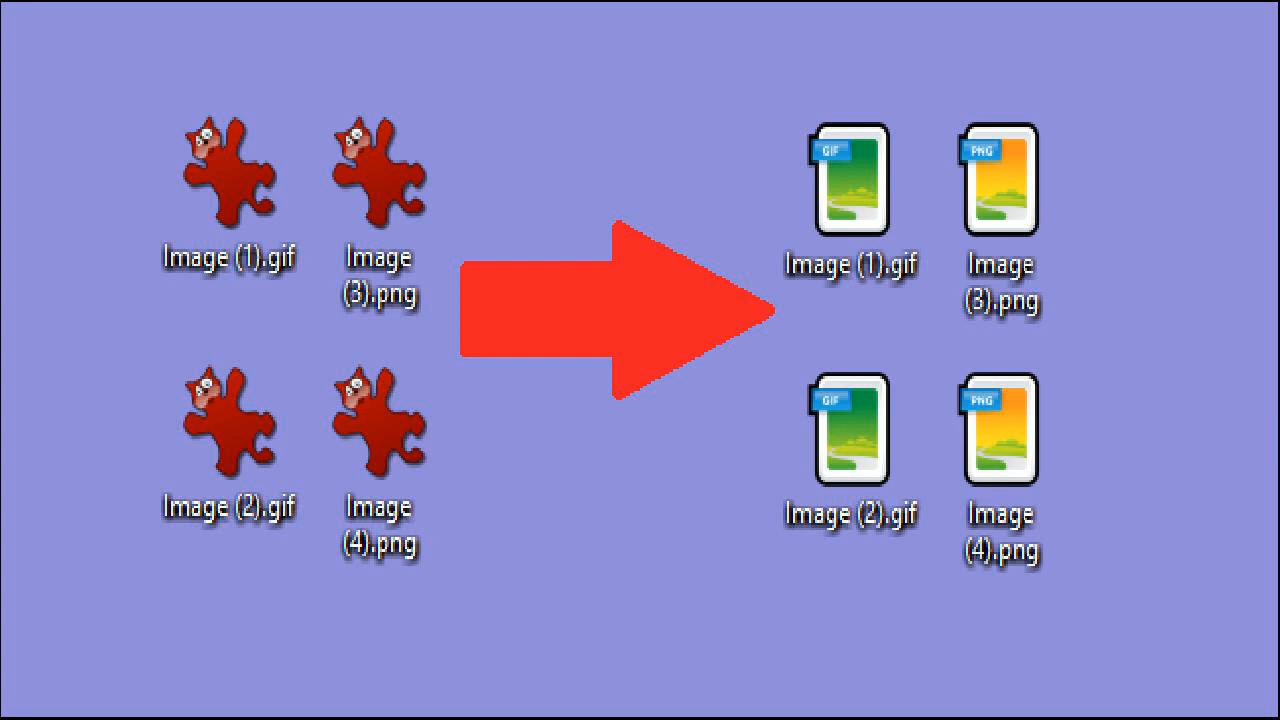 Image (1).gif
Image
(3).png
Image (2).gif
Image
(4).png
GIF
PNG
Image (1).gif
Image
(3).png
GIF
PNG
Image (2).gif
Image
(4).png